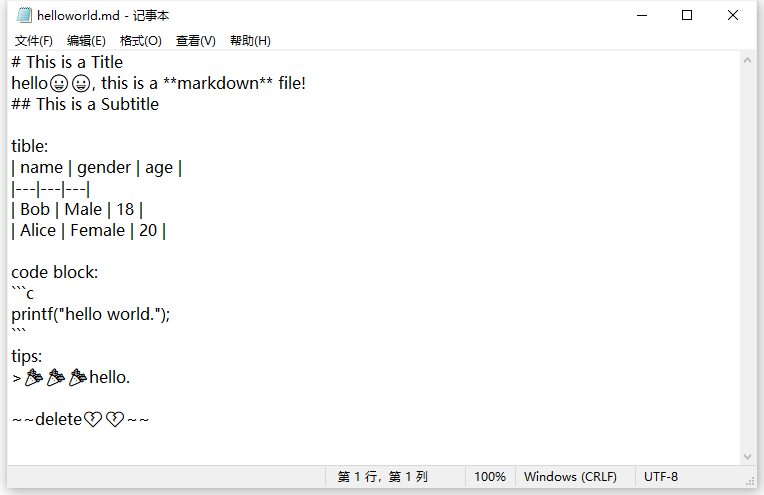 helloworld.md - 记事本
文件(F) 编辑(E) 格式(O) 查看(V) 帮助(H)
# This is a Title
hello😀😀, this is a **markdown** file!
## This is a Subtitle

tible:
| name | gender | age |
|---|---|---|
| Bob | Male | 18 |
| Alice | Female | 20 |

code block:
```c
printf("hello world.");
```
tips:
>🎉🎉🎉hello.

~~delete💔💔~~
第 1 行，第 1 列 100% Windows (CRLF) UTF-8